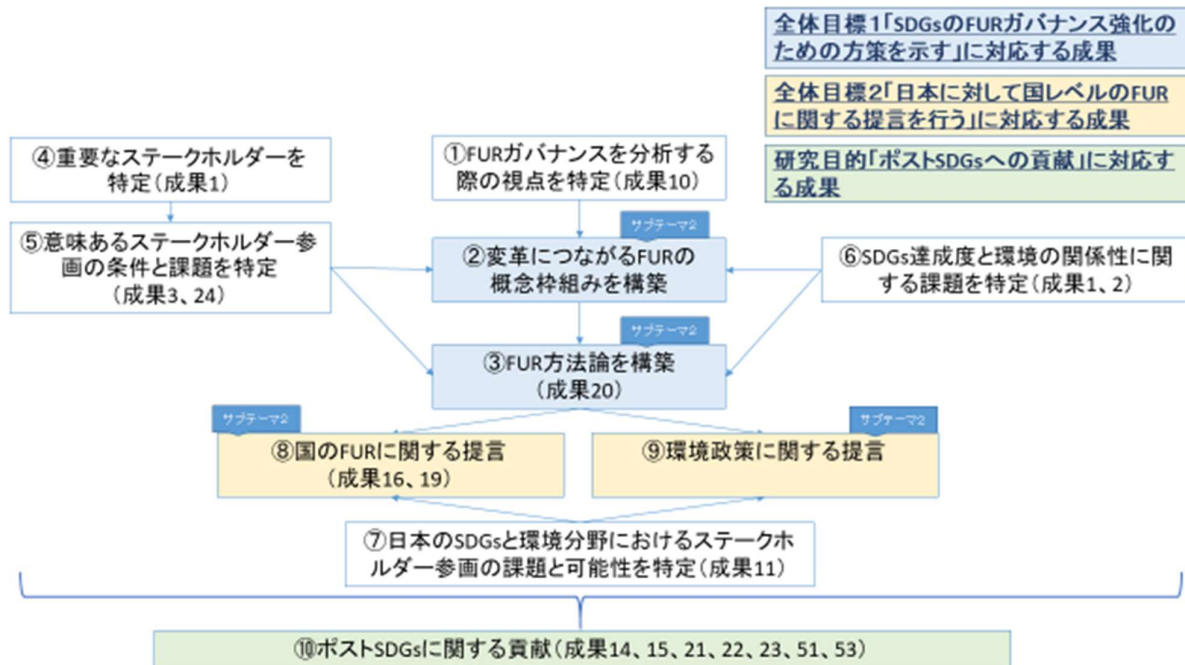 全体目標1「SDGsのFURガバナンス強化の
ための方策を示す」に対応する成果
全体目標2「日本に対して国レベルのFUR
に関する提言を行う」に対応する成果
研究目的「ポストSDGsへの貢献」に対応す
る成果
④重要なステークホルダーを
特定(成果1)
①FURガバナンスを分析する
際の視点を特定(成果10)
サブテーマ2
⑤意味あるステークホルダー参
画の条件と課題を特定
(成果3、24)
②変革につながるFURの
概念枠組みを構築
⑥SDGs達成度と環境の関係性に関
する課題を特定(成果1、2)
サブテーマ2
③FUR方法論を構築
(成果20)
サブテーマ2
サブテーマ2
⑧国のFURに関する提言
(成果16、19)
⑨環境政策に関する提言
⑦日本のSDGsと環境分野におけるステークホ
ルダー参画の課題と可能性を特定(成果11)
⑩ポストSDGsに関する貢献(成果14、15、21、22、23、51、53)